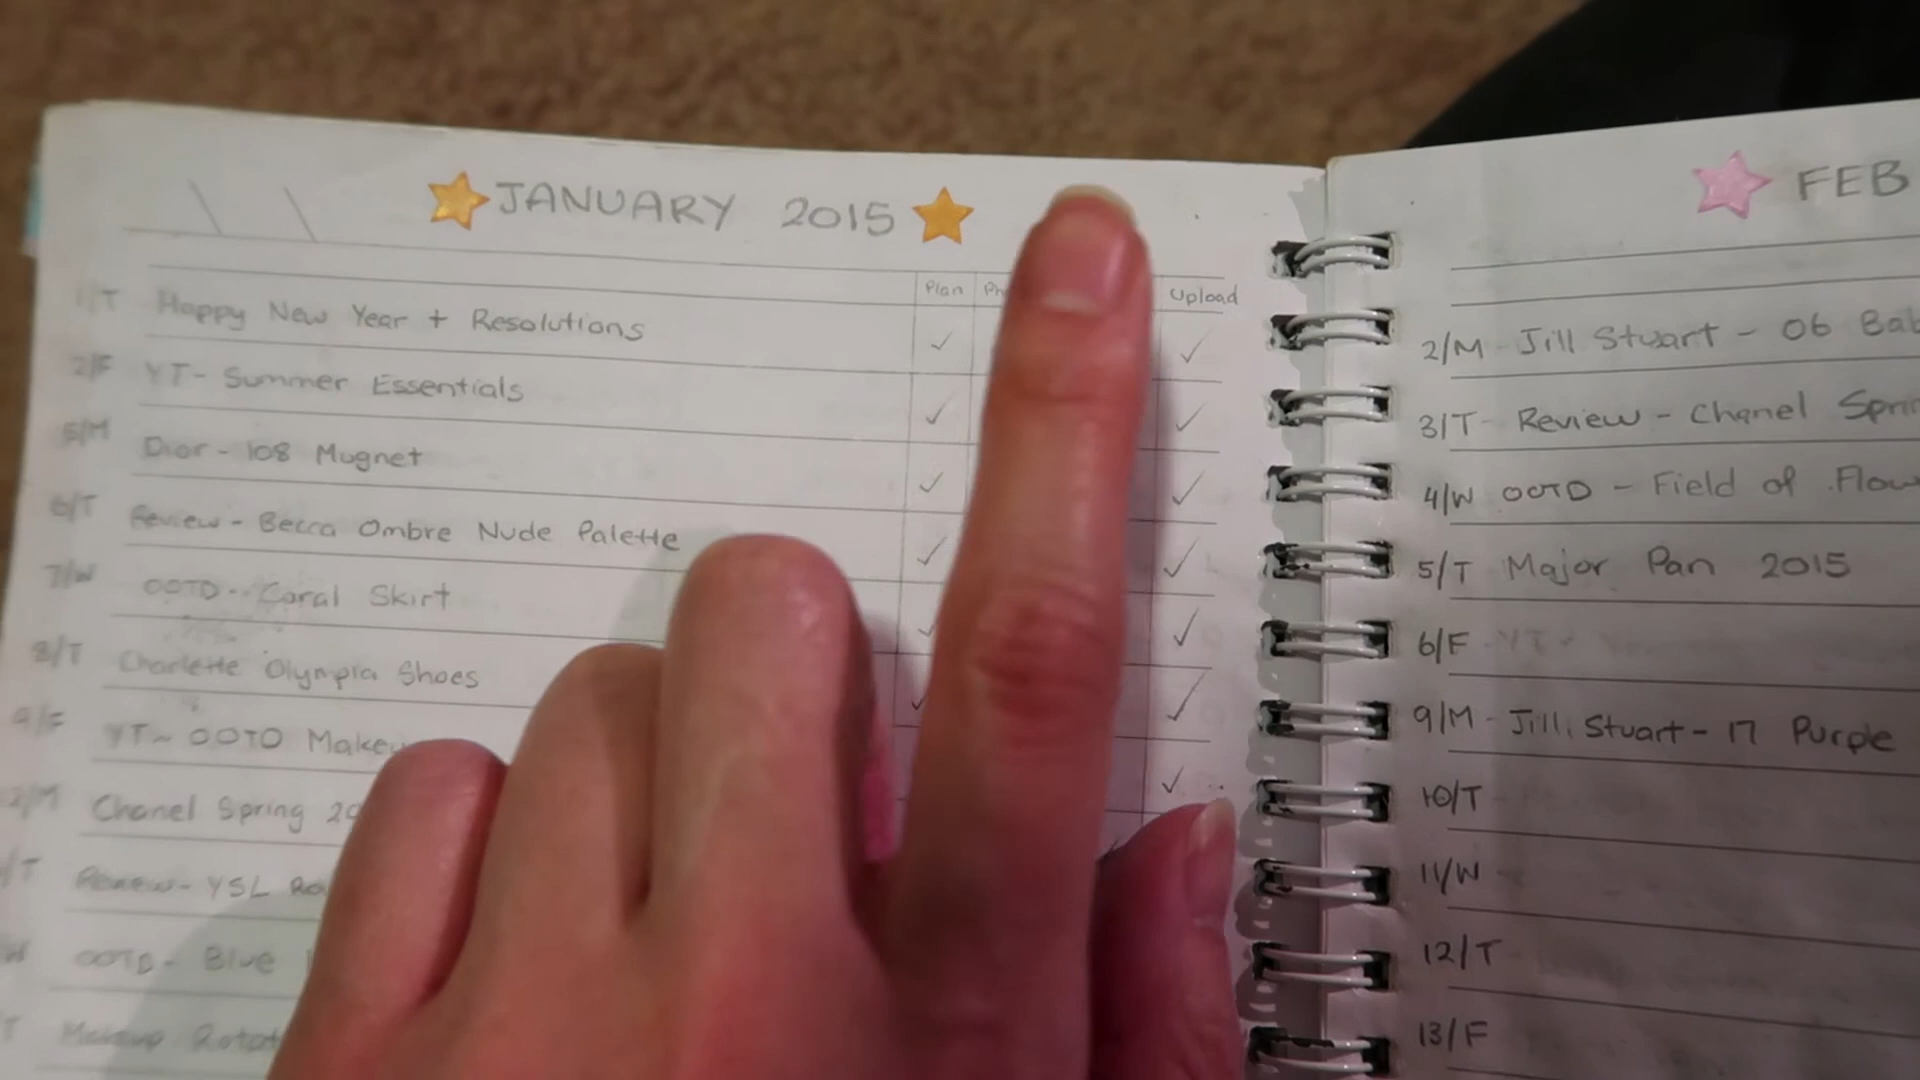 JANUARY 2015
Plan Upload
1/T Happy New Year + Resolutions
2/F YT- Summer Essentials
5/M Dior - 108 Mugnet
6/T Review - Becca Ombre Nude Palette
7/W OOTD - Coral Skirt
8/T Charlotte Olympia Shoes
9/F YT - OOTD
12/M Chanel Spring
/T Review - YSL
OOTD - Blue
Makeup
FEB
2/M - Jill Stuart - 06
3/T - Review - Chanel
4/W OOTD - Field of
5/T Major Pan 2015
6/F
9/M - Jill Stuart - 17 Purple
10/T
11/W
12/T
13/F